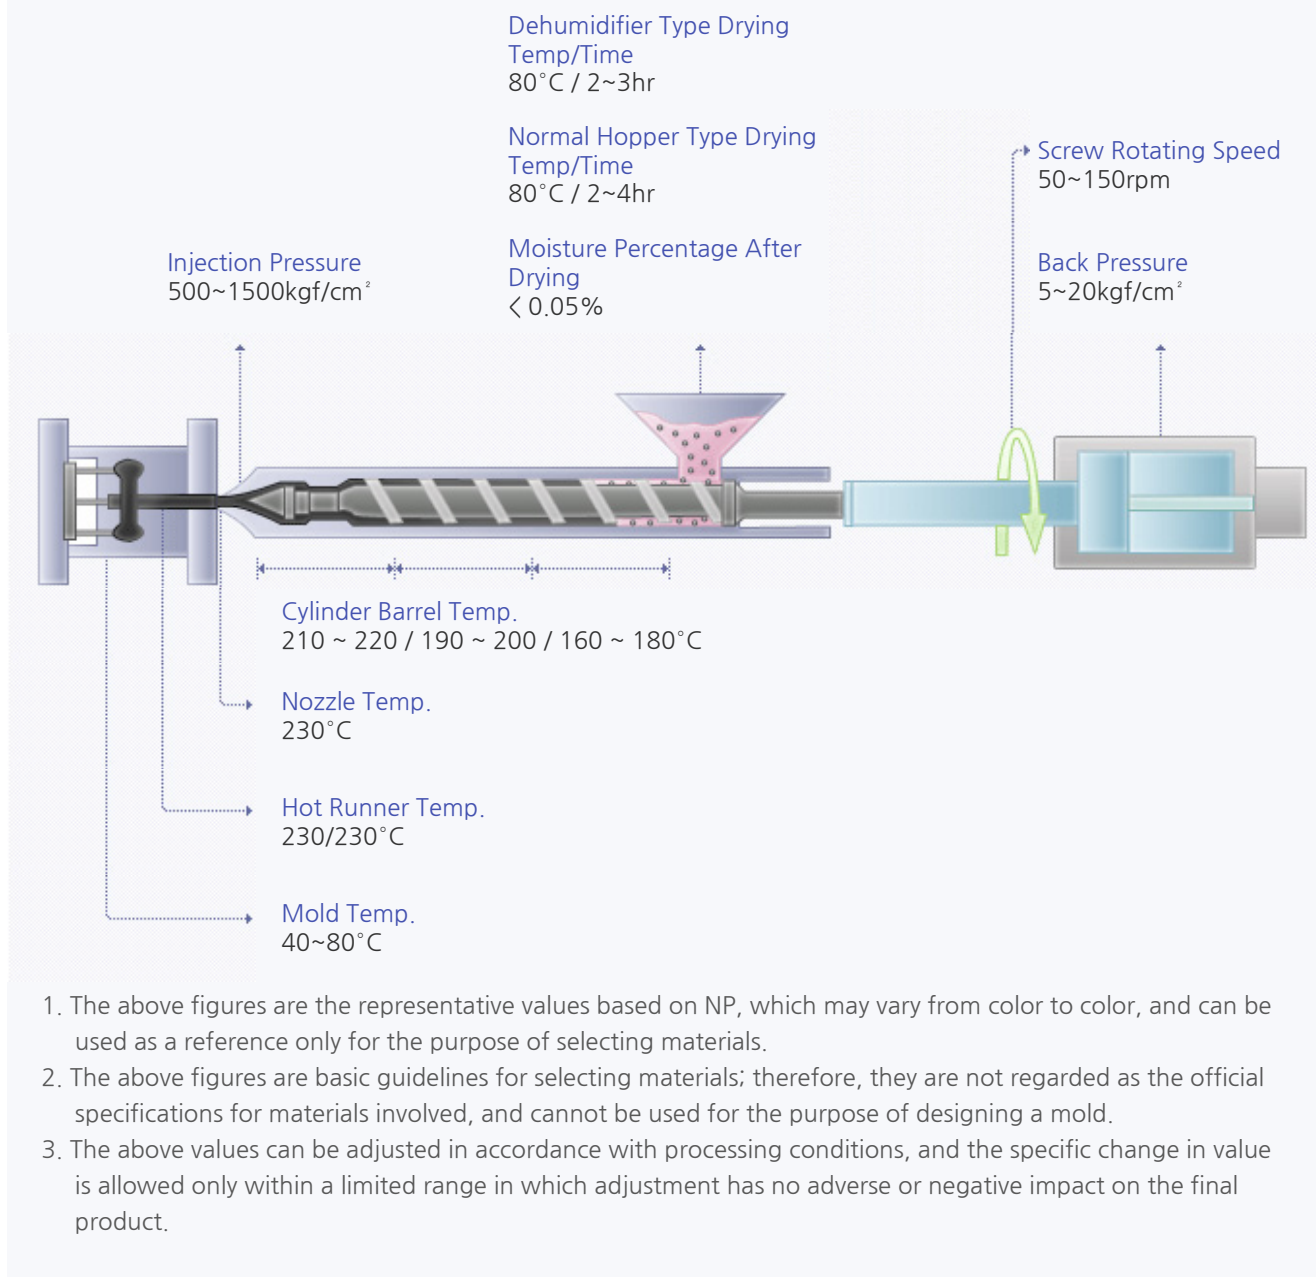 Dehumidifier Type Drying
Temp/Time
80˚C / 2~3hr
Normal Hopper Type Drying
Temp/Time
80˚C / 2~4hr
Moisture Percentage After
Drying
< 0.05%
Screw Rotating Speed
50~150rpm
Injection Pressure
500~1500kgf/cm²
Back Pressure
5~20kgf/cm²
Cylinder Barrel Temp.
210 ~ 220 / 190 ~ 200 / 160 ~ 180˚C
Nozzle Temp.
230˚C
Hot Runner Temp.
230/230˚C
Mold Temp.
40~80˚C
1. The above figures are the representative values based on NP, which may vary from color to color, and can be
used as a reference only for the purpose of selecting materials.
2. The above figures are basic guidelines for selecting materials; therefore, they are not regarded as the official
specifications for materials involved, and cannot be used for the purpose of designing a mold.
3. The above values can be adjusted in accordance with processing conditions, and the specific change in value
is allowed only within a limited range in which adjustment has no adverse or negative impact on the final
product.